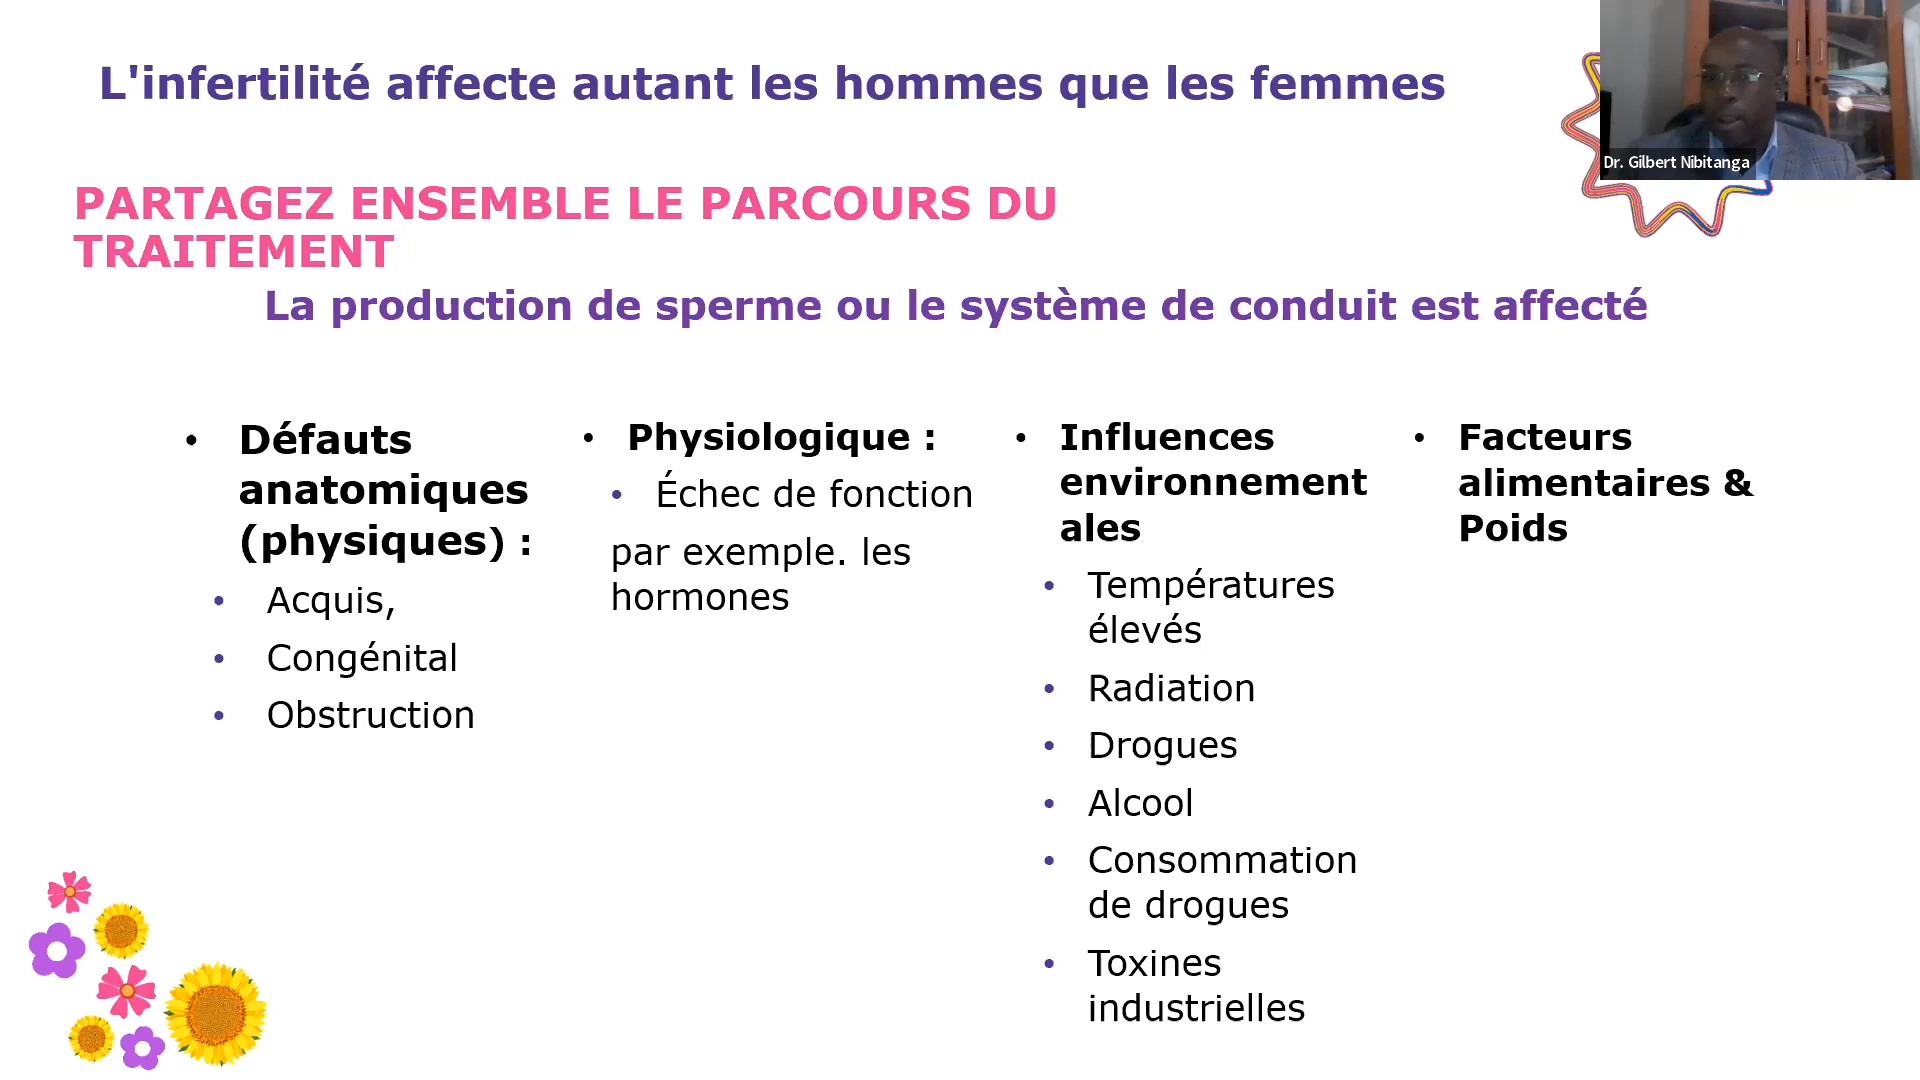 L'infertilité affecte autant les hommes que les femmes
Dr. Gilbert Nibitanga
PARTAGEZ ENSEMBLE LE PARCOURS DU
TRAITEMENT
La production de sperme ou le système de conduit est affecté
• Défauts
anatomiques
(physiques) :
• Acquis,
• Congénital
• Obstruction
• Physiologique :
• Échec de fonction
par exemple. les
hormones
• Influences
environnement
ales
• Températures
élevés
• Radiation
• Drogues
• Alcool
• Consommation
de drogues
• Toxines
industrielles
• Facteurs
alimentaires &
Poids